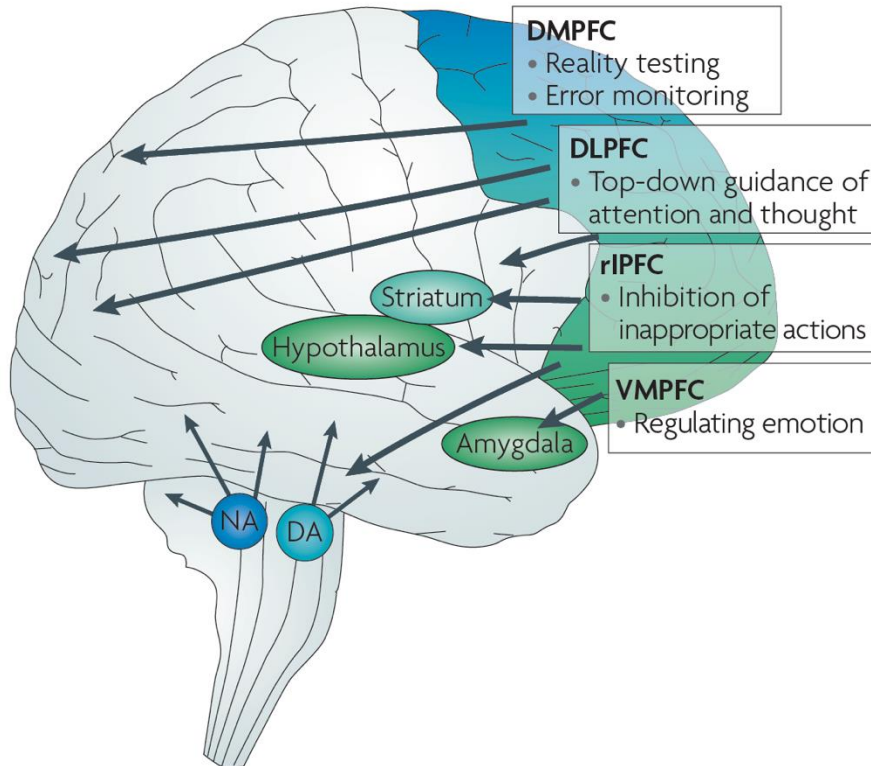 DMPFC
• Reality testing
• Error monitoring
DLPFC
• Top-down guidance of
attention and thought
rIPFC
• Inhibition of
inappropriate actions
VMPFC
• Regulating emotion
Striatum
Hypothalamus
Amygdala
NA
DA